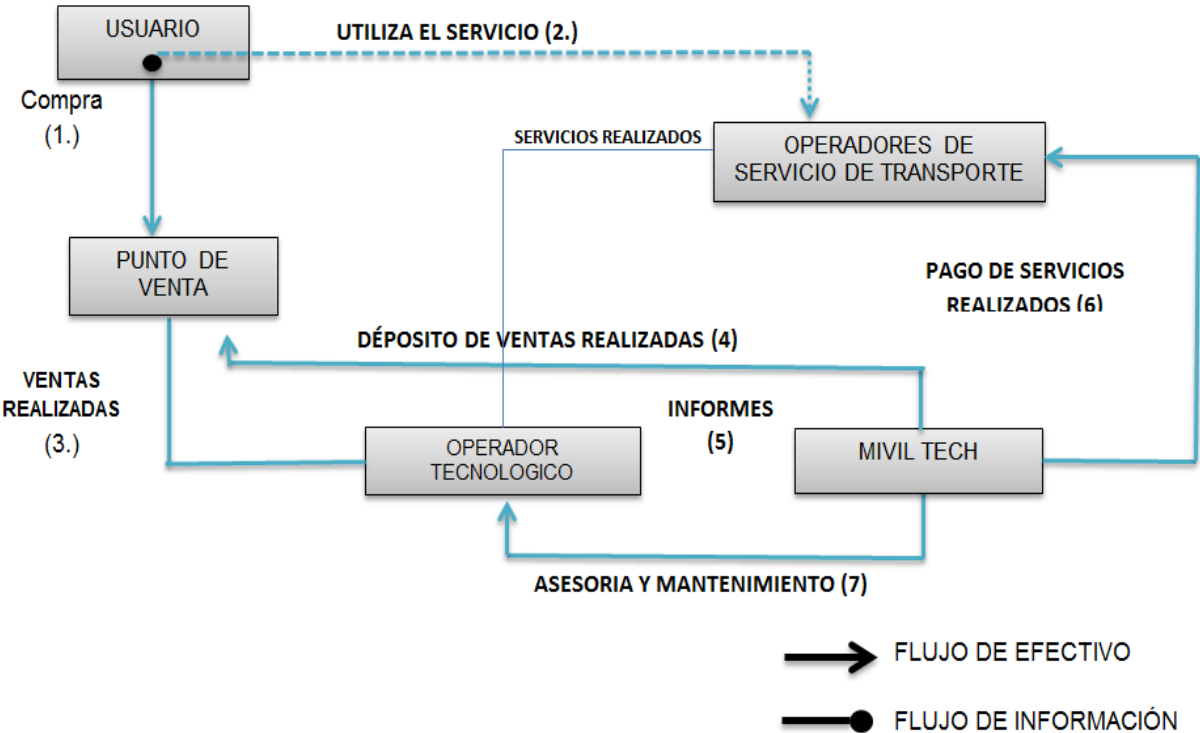 USUARIO
UTILIZA EL SERVICIO (2.)
Compra
(1.)
SERVICIOS REALIZADOS
OPERADORES DE
SERVICIO DE TRANSPORTE
PUNTO DE
VENTA
PAGO DE SERVICIOS
REALIZADOS (6)
DÉPOSITO DE VENTAS REALIZADAS (4)
VENTAS
REALIZADAS
(3.)
INFORMES
(5)
OPERADOR
TECNOLOGICO
MIVIL TECH
ASESORIA Y MANTENIMIENTO (7)
FLUJO DE EFECTIVO
FLUJO DE INFORMACIÓN